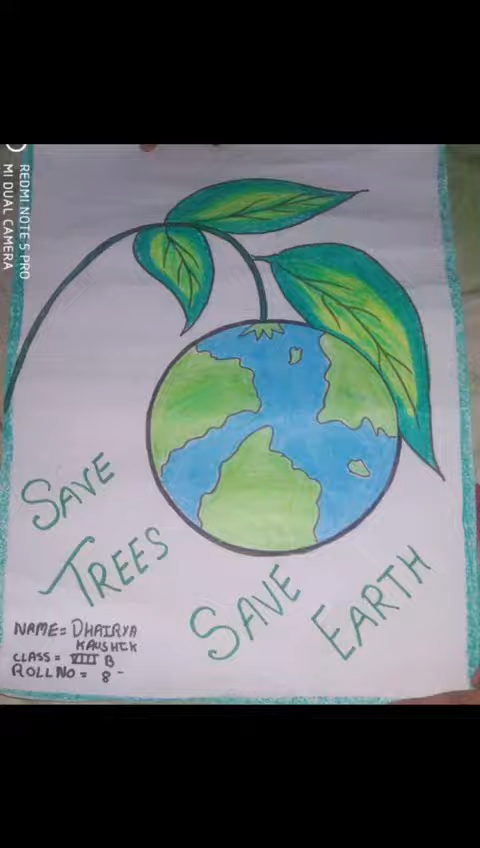 REDMI NOTE 5 PRO
MI DUAL CAMERA
SAVE
TREES
SAVE
EARTH
NAME= DHAIRYA
KAUSHIK
CLASS= VIII B
ROLL NO = 8